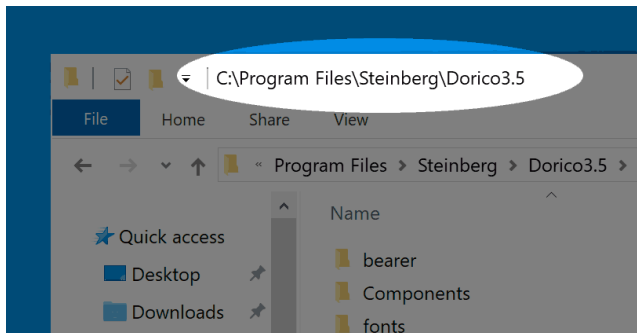 C:\Program Files\Steinberg\Dorico3.5
File Home Share View
« Program Files > Steinberg > Dorico3.5 >
Name
Quick access
bearer
Desktop
Components
Downloads
fonts